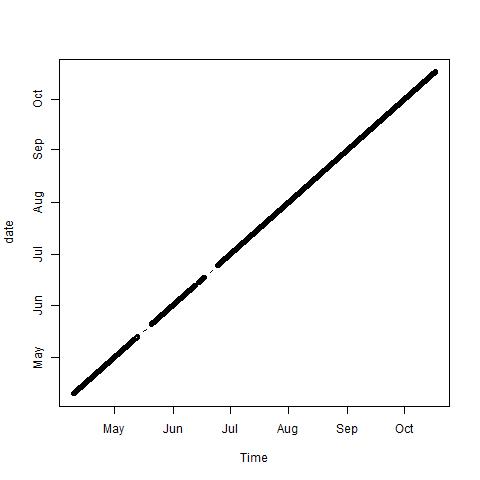 date
Oct
Sep
Aug
Jul
Jun
May
May Jun Jul Aug Sep Oct
Time